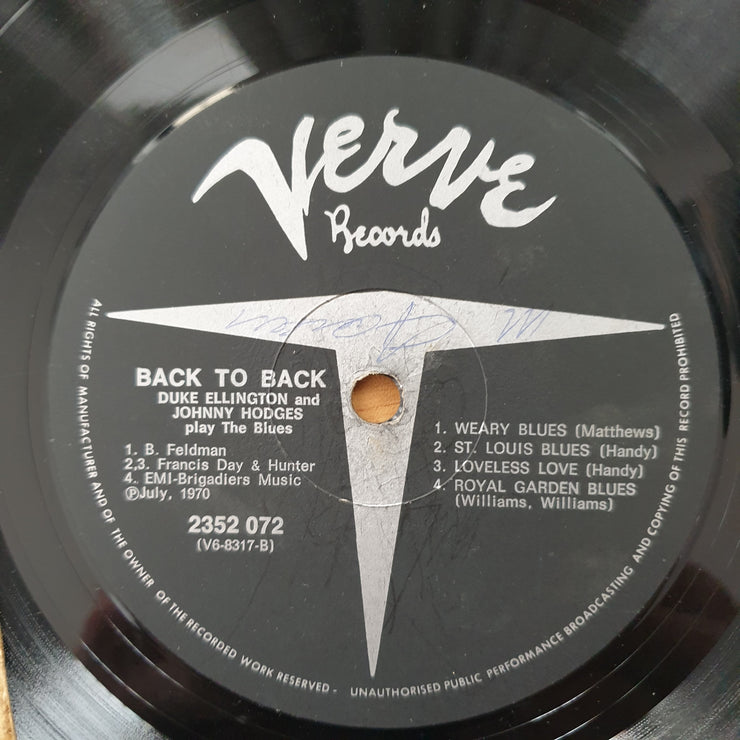 Verve
Records
BACK TO BACK
DUKE ELLINGTON and
JOHNNY HODGES
play The Blues
1. B. Feldman
2,3. Francis Day & Hunter
4. EMI-Brigadiers Music
℗July, 1970
2352 072
(V6-8317-B)
1. WEARY BLUES (Matthews)
2. ST. LOUIS BLUES (Handy)
3. LOVELESS LOVE (Handy)
4. ROYAL GARDEN BLUES
(Williams, Williams)
ALL RIGHTS OF MANUFACTURER AND OF THE OWNER OF THE RECORDED WORK RESERVED - UNAUTHORISED PUBLIC PERFORMANCE BROADCASTING AND COPYING OF THIS RECORD PROHIBITED